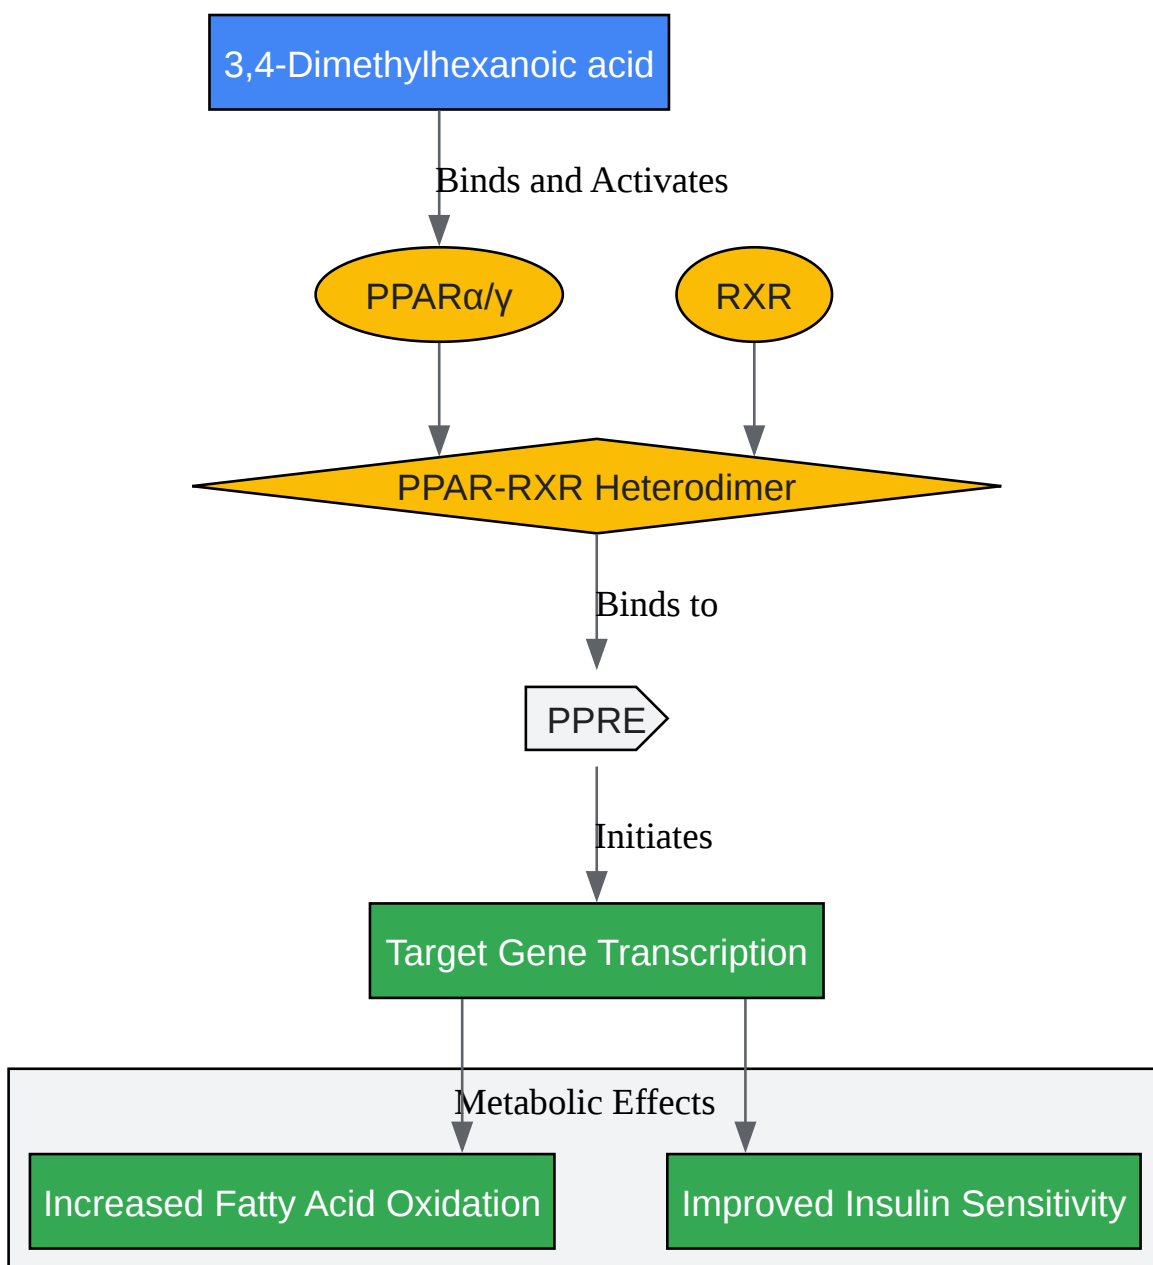 3,4-Dimethylhexanoic acid
Binds and Activates
PPARα/γ
RXR
PPAR-RXR Heterodimer
Binds to
PPRE
Initiates
Target Gene Transcription
Metabolic Effects
Increased Fatty Acid Oxidation
Improved Insulin Sensitivity